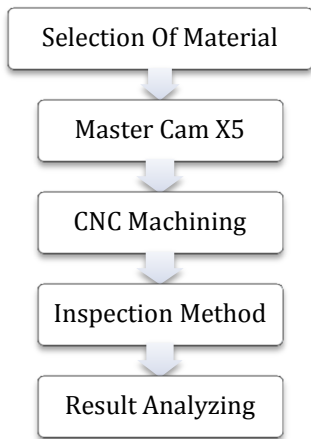 Selection Of Material
Master Cam X5
CNC Machining
Inspection Method
Result Analyzing